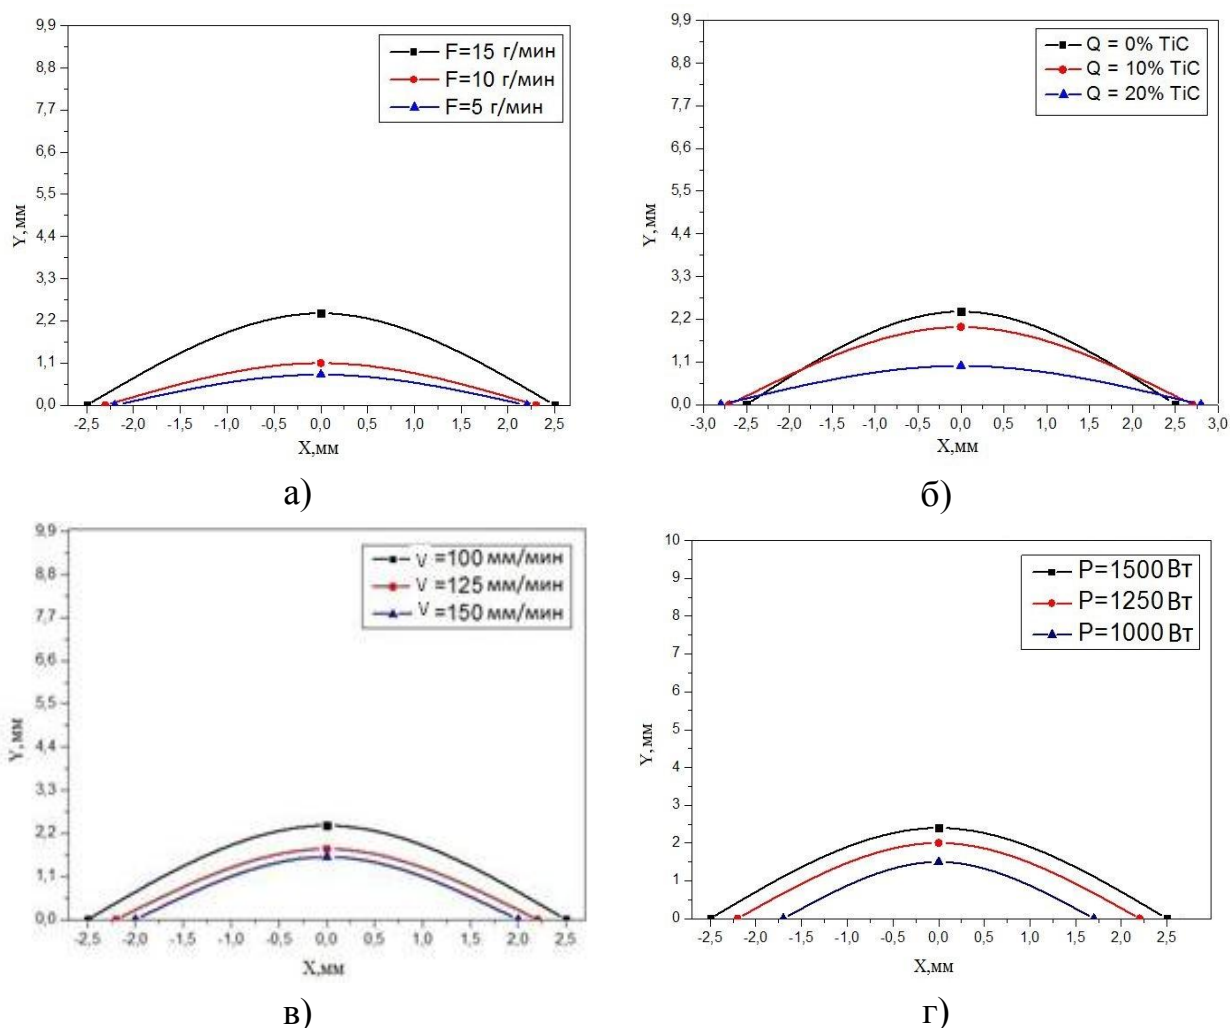 9,9
8,8
7,7
6,6
5,5
4,4
3,3
2,2
1,1
0,0
Y,мм
F=15 г/мин
F=10 г/мин
F=5 г/мин
-2,5 -2,0 -1,5 -1,0 -0,5 0,0 0,5 1,0 1,5 2,0 2,5
X,мм
а)
9,9
8,8
7,7
6,6
5,5
4,4
3,3
2,2
1,1
0,0
Y,мм
Q = 0% TiC
Q = 10% TiC
Q = 20% TiC
-3,0 -2,5 -2,0 -1,5 -1,0 -0,5 0,0 0,5 1,0 1,5 2,0 2,5 3,0
X,мм
б)
9,9
8,8
7,7
6,6
5,5
4,4
3,3
2,2
1,1
0,0
Y,мм
V =100 мм/мин
V =125 мм/мин
V =150 мм/мин
-2,5 -2,0 -1,5 -1,0 -0,5 0,0 0,5 1,0 1,5 2,0 2,5
X,мм
в)
10
9
8
7
6
5
4
3
2
1
0
Y,мм
P=1500 Вт
P=1250 Вт
P=1000 Вт
-2,5 -2,0 -1,5 -1,0 -0,5 0,0 0,5 1,0 1,5 2,0 2,5
X,мм
г)